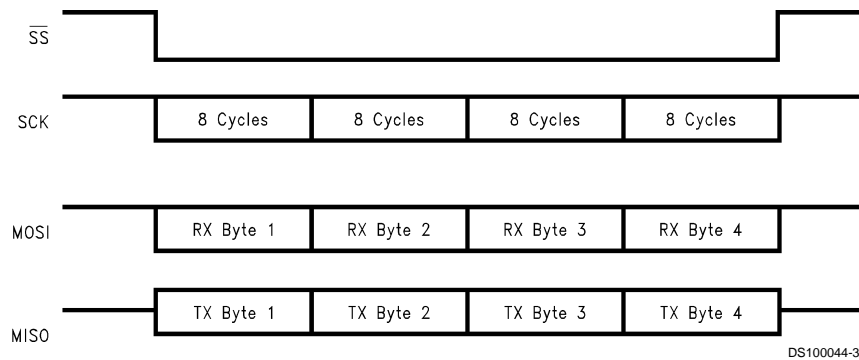 SS
SCK 8 Cycles 8 Cycles 8 Cycles 8 Cycles
MOSI RX Byte 1 RX Byte 2 RX Byte 3 RX Byte 4
MISO TX Byte 1 TX Byte 2 TX Byte 3 TX Byte 4
DS100044-3